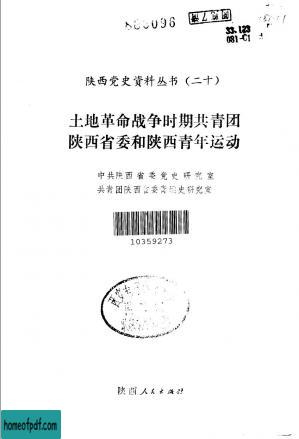 陕西党史资料丛书（二十）
土地革命战争时期共青团
陕西省委和陕西青年运动
中共陕西省委党史研究室
共青团陕西省委青运史研究室
10359273
陕西人民出版社
homeofpdf.com